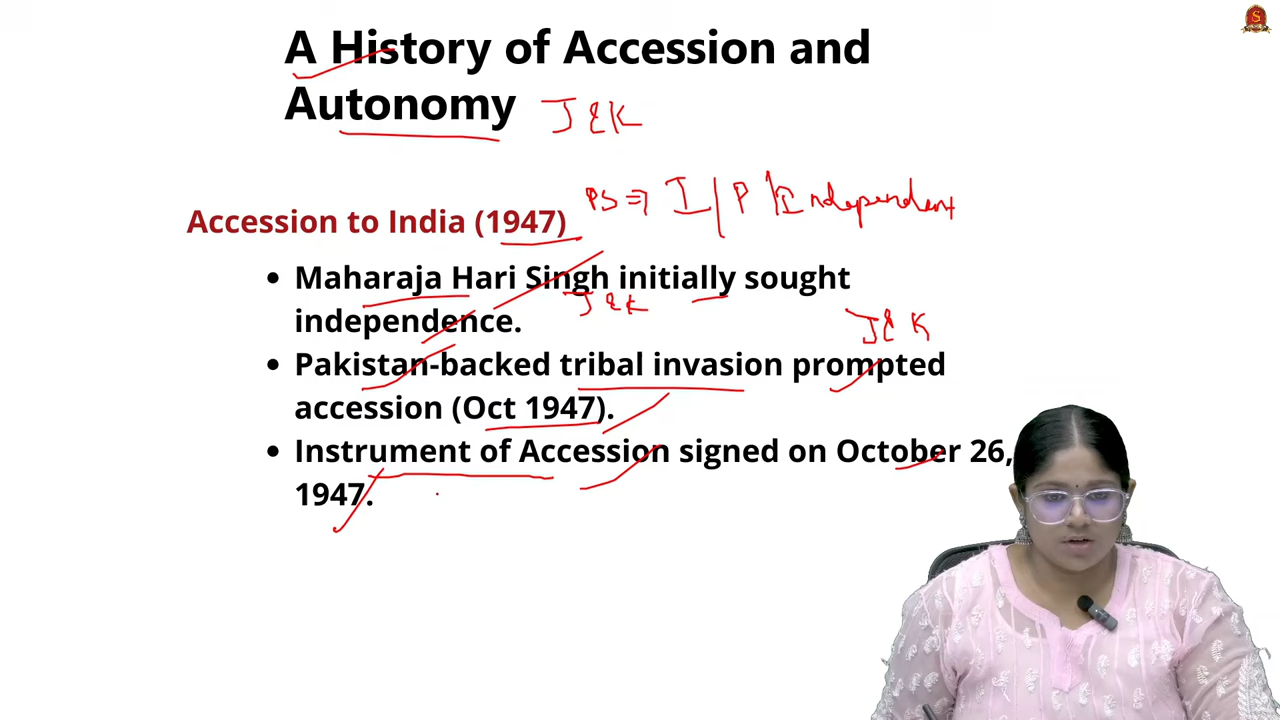 A History of Accession and
Autonomy J&K
PS ⇒ I / P / Independent
Accession to India (1947)
• Maharaja Hari Singh initially sought
J&K
independence.
J&K
• Pakistan-backed tribal invasion prompted
accession (Oct 1947).
• Instrument of Accession signed on October 26,
1947.
S